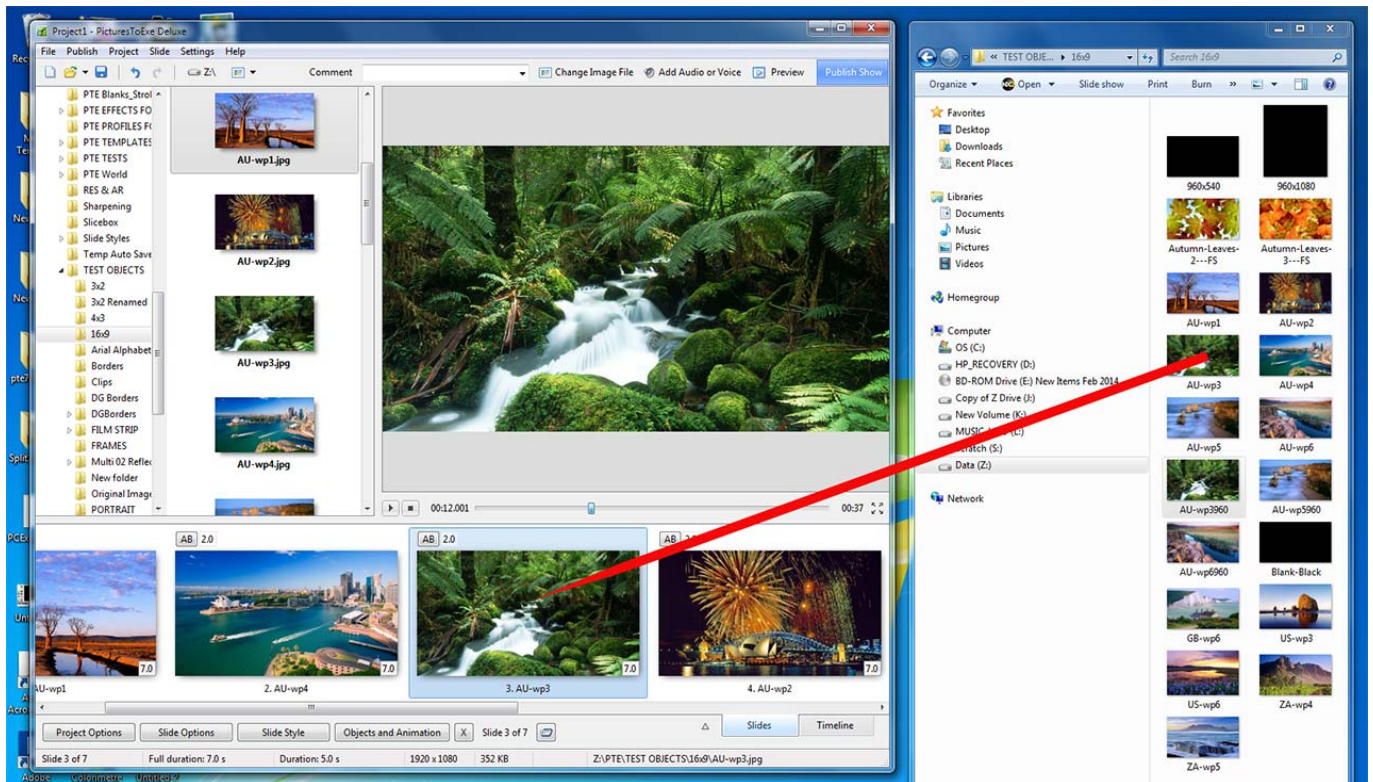 Project1 - PicturesToExe Deluxe
File Publish Project Slide Settings Help
Z:\ Comment Change Image File Add Audio or Voice Preview Publish Show
PTE Blanks_Strol
PTE EFFECTS FO
PTE PROFILES F
PTE TEMPLATES
PTE TESTS
PTE World
RES & AR
Sharpening
Slicebox
Slide Styles
Temp Auto Save
TEST OBJECTS
3x2
3x2 Renamed
4x3
16x9
Arial Alphabet
Borders
Clips
DG Borders
DGBorders
FILM STRIP
FRAMES
Multi 02 Reflec
New folder
Original Image
PORTRAIT
AU-wp1.jpg
AU-wp2.jpg
AU-wp3.jpg
AU-wp4.jpg
00:12.001 00:37
AB 2.0 AB 2.0 AB
7.0 7.0 7.0 7.0
AU-wp1 2. AU-wp4 3. AU-wp3 4. AU-wp2
Project Options Slide Options Slide Style Objects and Animation X Slide 3 of 7 Slides Timeline
Slide 3 of 7 Full duration: 7.0 s Duration: 5.0 s 1920 x 1080 352 KB Z:\PTE\TEST OBJECTS\16x9\AU-wp3.jpg
« TEST OBJE... 16x9 Search 16x9
Organize Open Slide show Print Burn »
Favorites
Desktop
Downloads
Recent Places
Libraries
Documents
Music
Pictures
Videos
Homegroup
Computer
OS (C:)
HP_RECOVERY (D:)
BD-ROM Drive (E:) New Items Feb 2014
Copy of Z Drive (J:)
New Volume (K:)
Scratch (S:)
Data (Z:)
Network
960x540 960x1080
Autumn-Leaves-2---FS Autumn-Leaves-3---FS
AU-wp1 AU-wp2
AU-wp3 AU-wp4
AU-wp5 AU-wp6
AU-wp3960 AU-wp5960
AU-wp6960 Blank-Black
GB-wp6 US-wp3
US-wp6 ZA-wp4
ZA-wp5